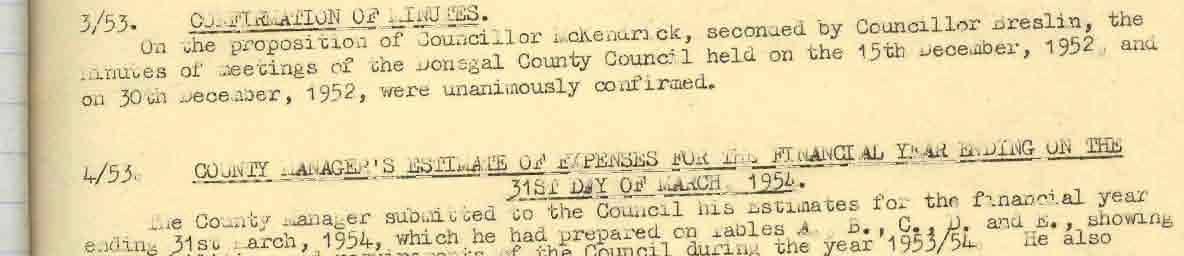 3/53. CONFIRMATION OF MINUTES.
On the proposition of Councillor McKendrick, seconded by Councillor Breslin, the
minutes of meetings of the Donegal County Council held on the 15th December, 1952, and
on 30th December, 1952, were unanimously confirmed.
4/53. COUNTY MANAGER'S ESTIMATE OF EXPENSES FOR THE FINANCIAL YEAR ENDING ON THE
31ST DAY OF MARCH, 1954.
The County Manager submitted to the Council his Estimates for the financial year
ending 31st March, 1954, which he had prepared on Tables A., B., C., D. and E., showing
of the Council during the year 1953/54. He also